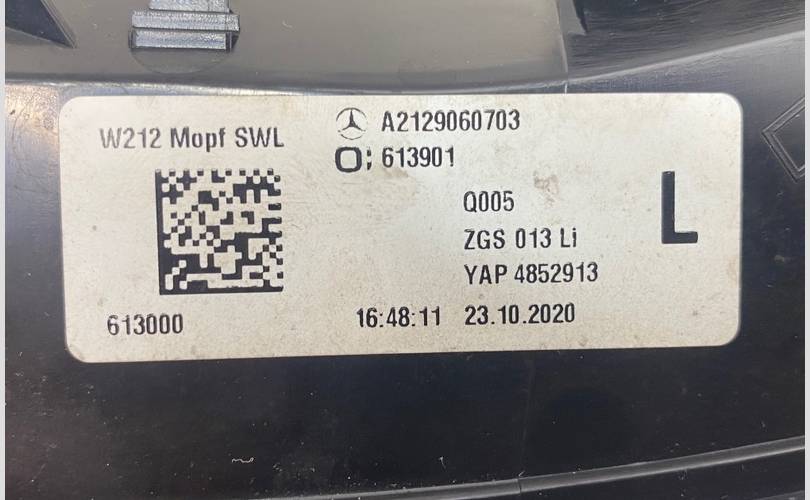 W212 Mopf SWL
A2129060703
O; 613901
Q005
ZGS 013 Li
YAP 4852913
L
613000
16:48:11 23.10.2020